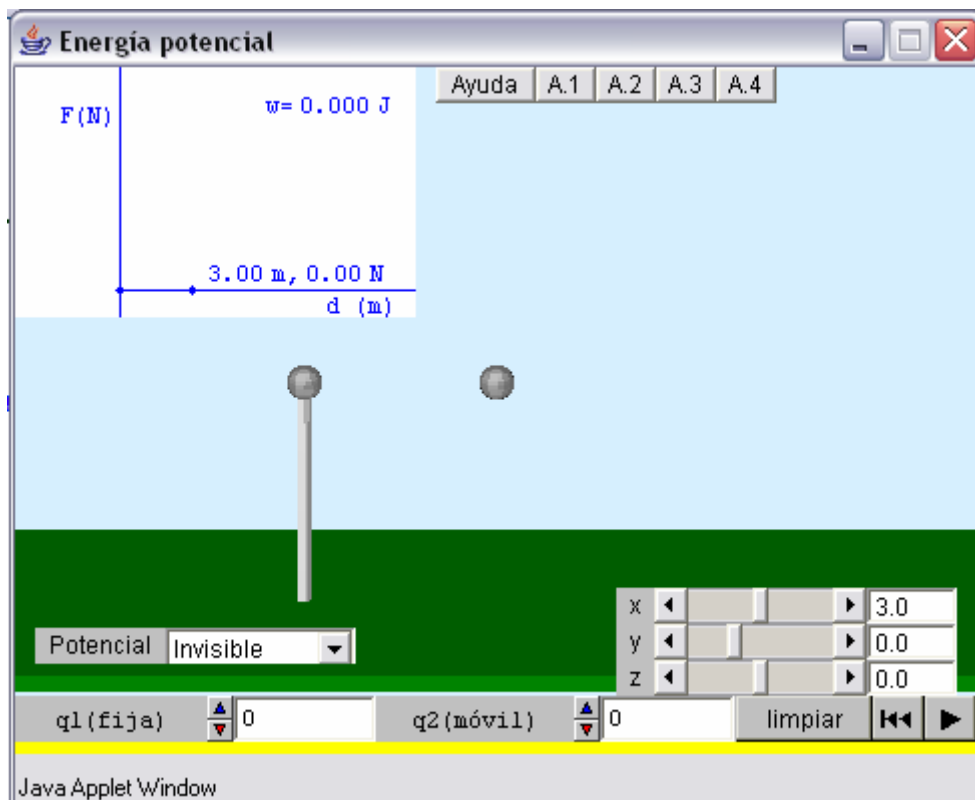 Energía potencial
Ayuda A.1 A.2 A.3 A.4
w= 0.000 J
F(N)
3.00 m, 0.00 N
d (m)
x 3.0
y 0.0
z 0.0
Potencial Invisible
q1(fija) 0 q2(móvil) 0 limpiar
Java Applet Window